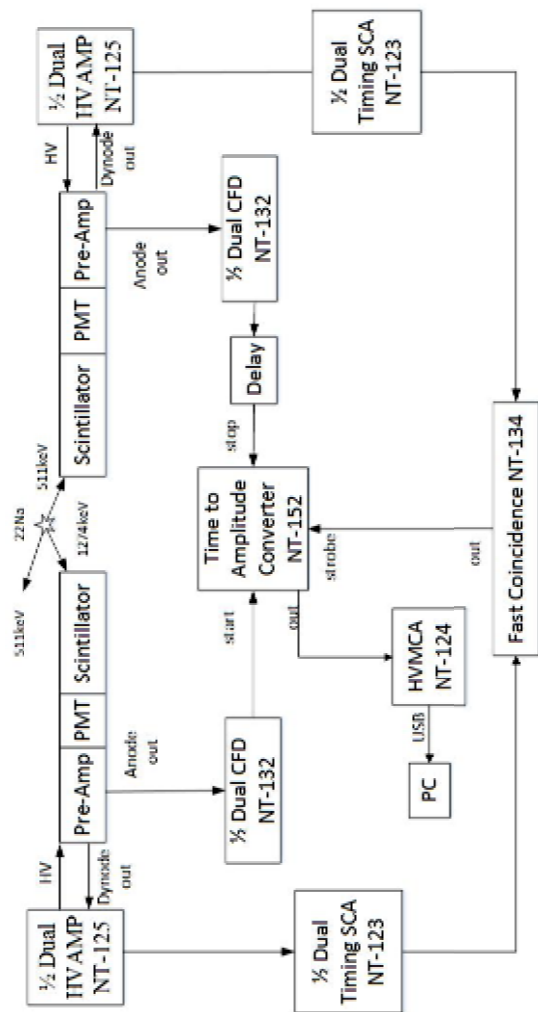 511keV
22Na
511keV
1274keV
½ Dual
HV AMP
NT-125
HV
Dynode
out
Pre-Amp
PMT
Scintillator
Scintillator
PMT
Pre-Amp
HV
Dynode
out
½ Dual
HV AMP
NT-125
Anode
out
Anode
out
½ Dual CFD
NT-132
start
Time to
Amplitude
Converter
NT-152
stop
Delay
½ Dual CFD
NT-132
out
strobe
PC
USB
HVMCA
NT-124
½ Dual
Timing SCA
NT-123
½ Dual
Timing SCA
NT-123
out
Fast Coincidence NT-134